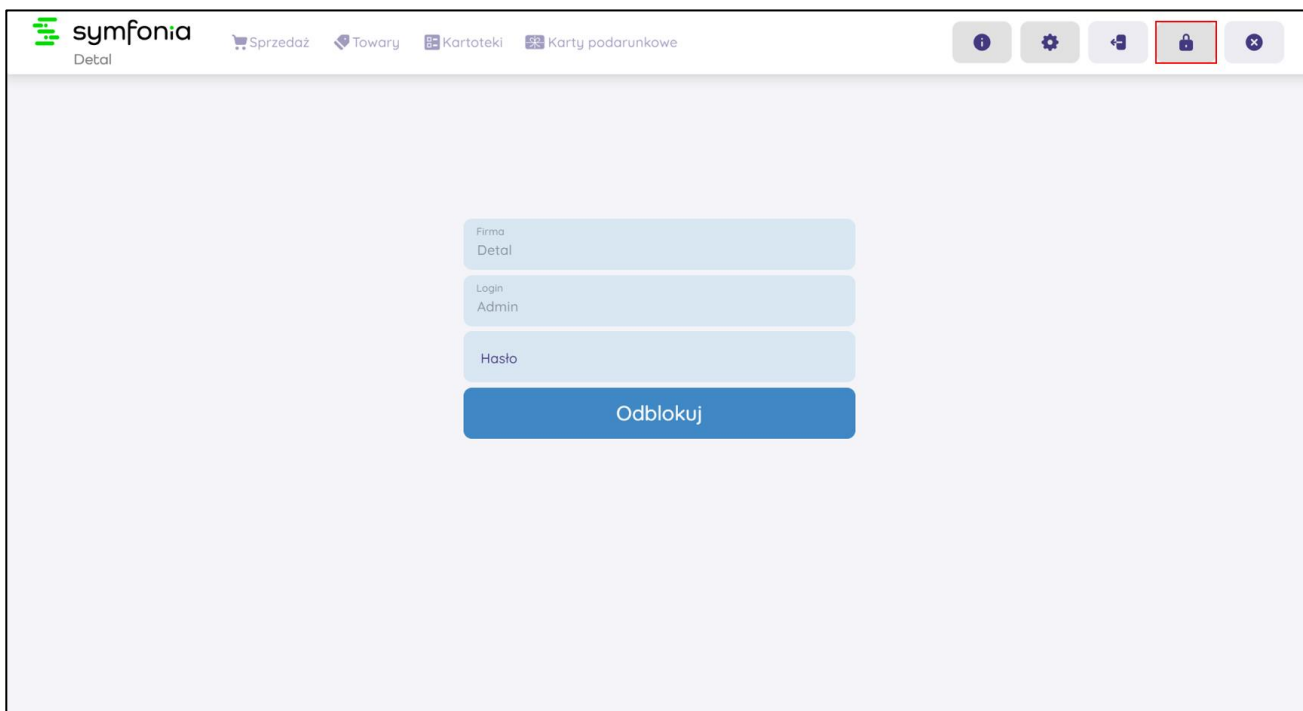 symfonia
Detal
Sprzedaż Towary Kartoteki Karty podarunkowe
Firma
Detal
Login
Admin
Hasło
Odblokuj